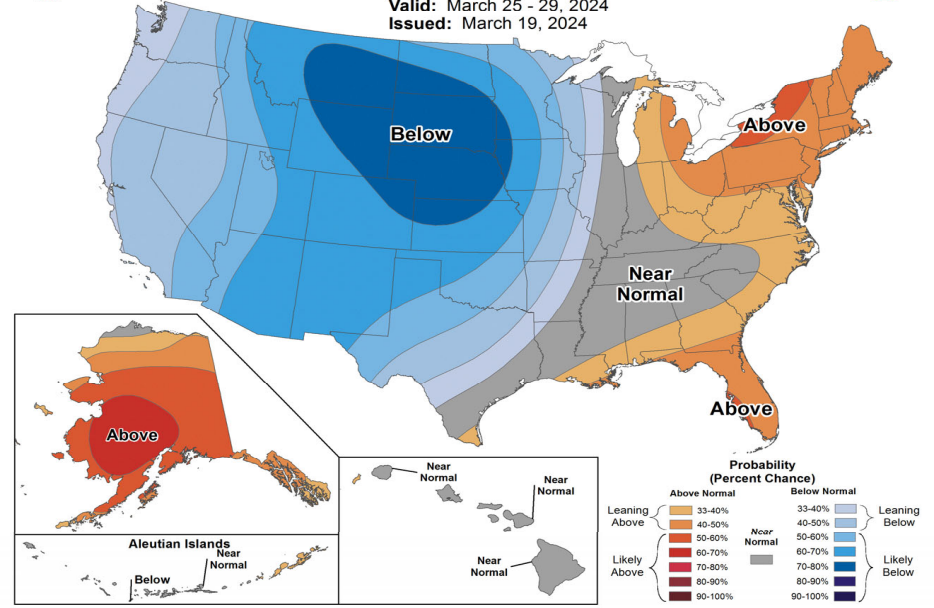 Valid: March 25 - 29, 2024
Issued: March 19, 2024
Below
Above
Near
Normal
Above
Above
Near
Normal
Near
Normal
Near
Normal
Aleutian Islands
Near
Normal
Below
Probability
(Percent Chance)
Above Normal
Below Normal
Leaning
Above
33-40%
40-50%
Likely
Above
50-60%
60-70%
70-80%
80-90%
90-100%
Near
Normal
33-40%
40-50%
Leaning
Below
50-60%
60-70%
70-80%
80-90%
90-100%
Likely
Below